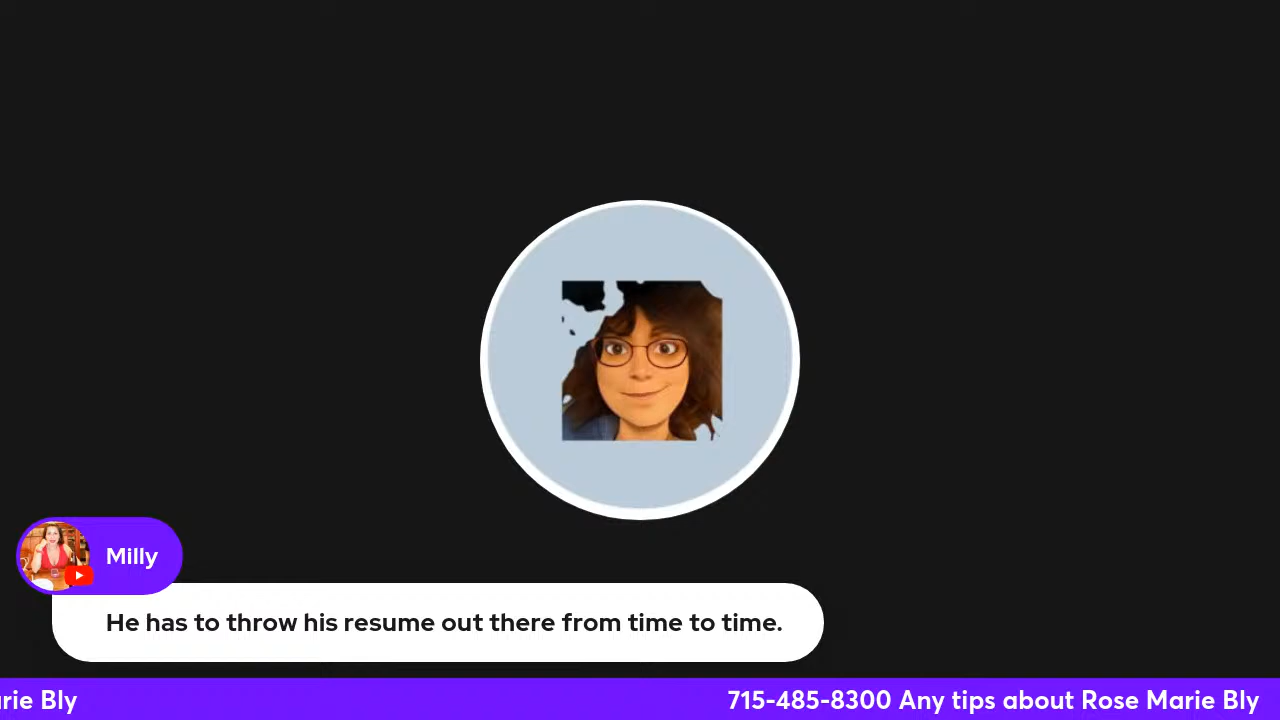 Milly
He has to throw his resume out there from time to time.
rie Bly 715-485-8300 Any tips about Rose Marie Bly